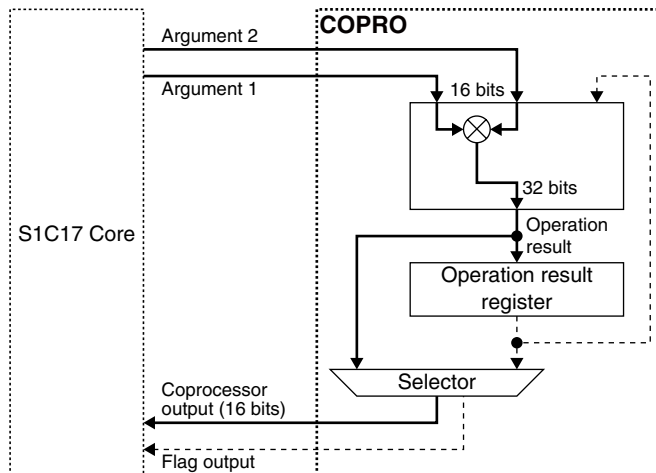 COPRO
Argument 2
Argument 1
16 bits
32 bits
S1C17 Core
Operation
result
Operation result
register
Selector
Coprocessor
output (16 bits)
Flag output